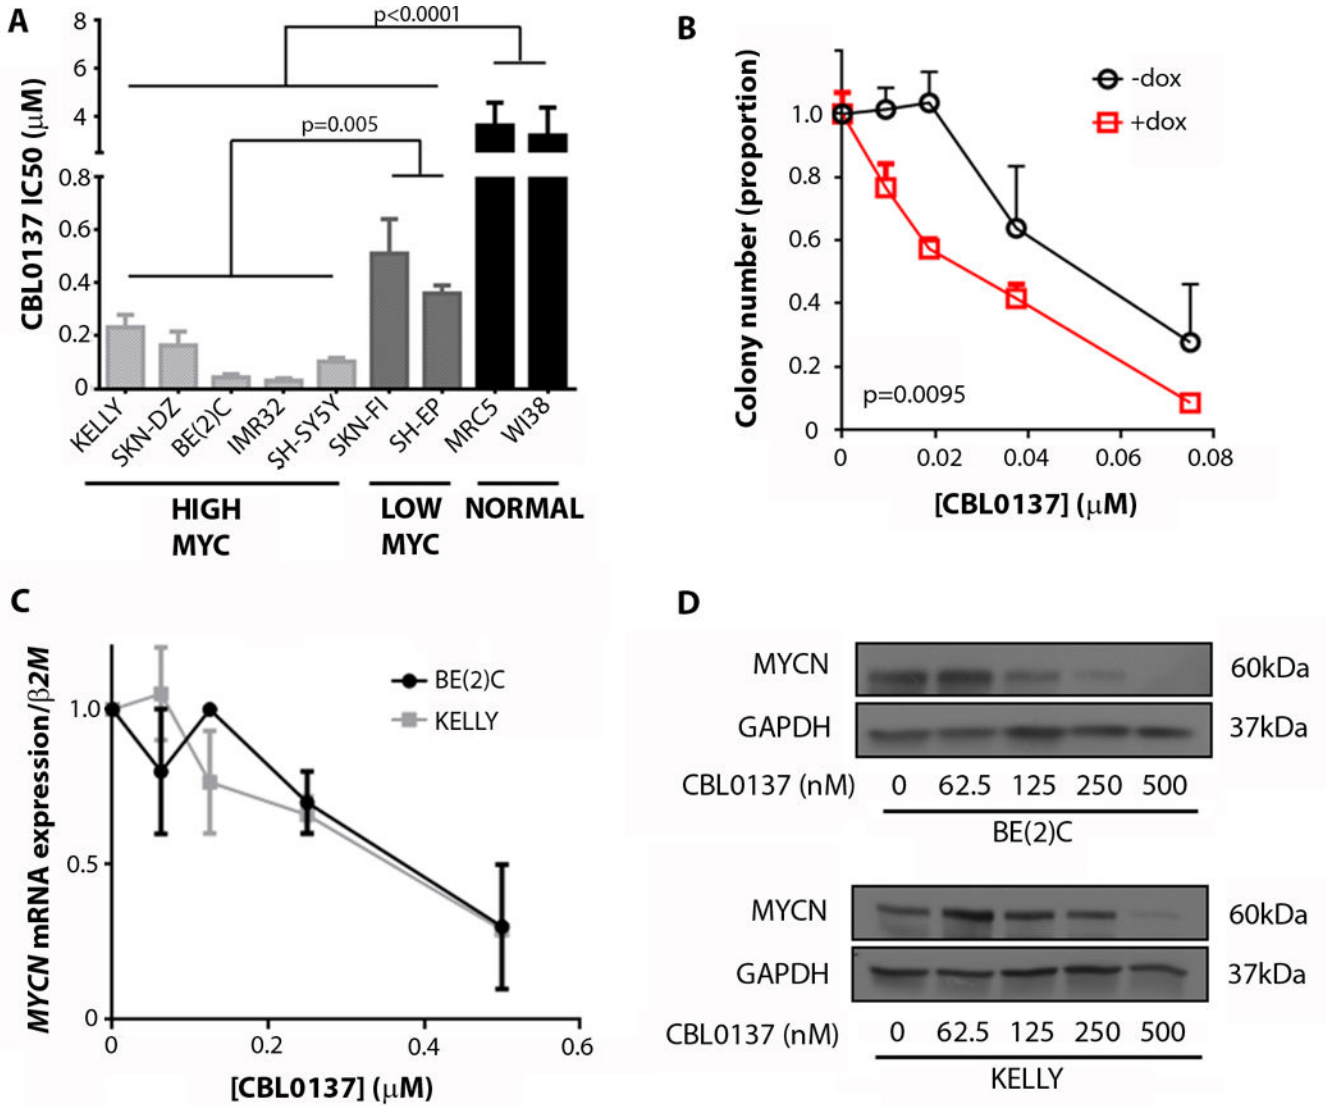 A
8
6
4
0.8
0.6
0.4
0.2
0
CBL0137 IC50 (μM)
p<0.0001
p=0.005
KELLY
SKN-DZ
BE(2)C
IMR32
SH-SY5Y
SKN-FI
SH-EP
MRC5
WI38
HIGH
MYC
LOW
MYC
NORMAL
B
Colony number (proportion)
1.0
0.8
0.6
0.4
0.2
0
-dox
+dox
p=0.0095
0 0.02 0.04 0.06 0.08
[CBL0137] (μM)
C
MYCN mRNA expression/β2M
1.0
0.5
0
BE(2)C
KELLY
0 0.2 0.4 0.6
[CBL0137] (μM)
D
MYCN 60kDa
GAPDH 37kDa
CBL0137 (nM) 0 62.5 125 250 500
BE(2)C
MYCN 60kDa
GAPDH 37kDa
CBL0137 (nM) 0 62.5 125 250 500
KELLY